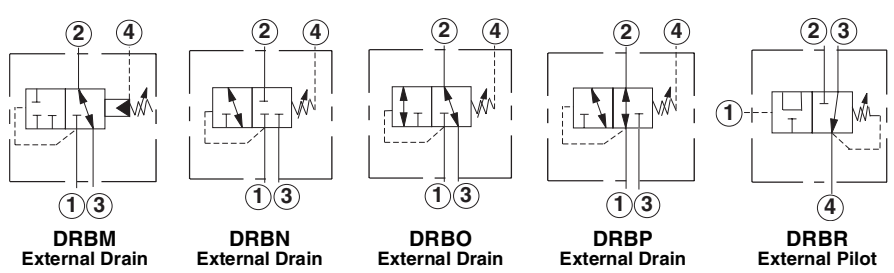 2 4 2 4 2 4 2 4 2 3
1
1 3 1 3 1 3 1 3 4
DRBM DRBN DRBO DRBP DRBR
External Drain External Drain External Drain External Drain External Pilot